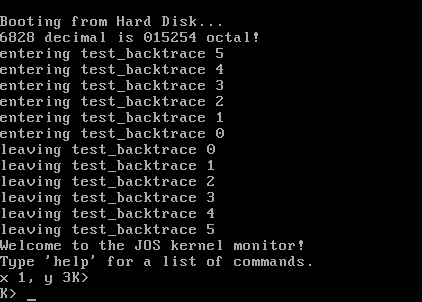 Booting from Hard Disk...
6828 decimal is 015254 octal!
entering test_backtrace 5
entering test_backtrace 4
entering test_backtrace 3
entering test_backtrace 2
entering test_backtrace 1
entering test_backtrace 0
leaving test_backtrace 0
leaving test_backtrace 1
leaving test_backtrace 2
leaving test_backtrace 3
leaving test_backtrace 4
leaving test_backtrace 5
Welcome to the JOS kernel monitor!
Type 'help' for a list of commands.
x 1, y 3K>
K> _